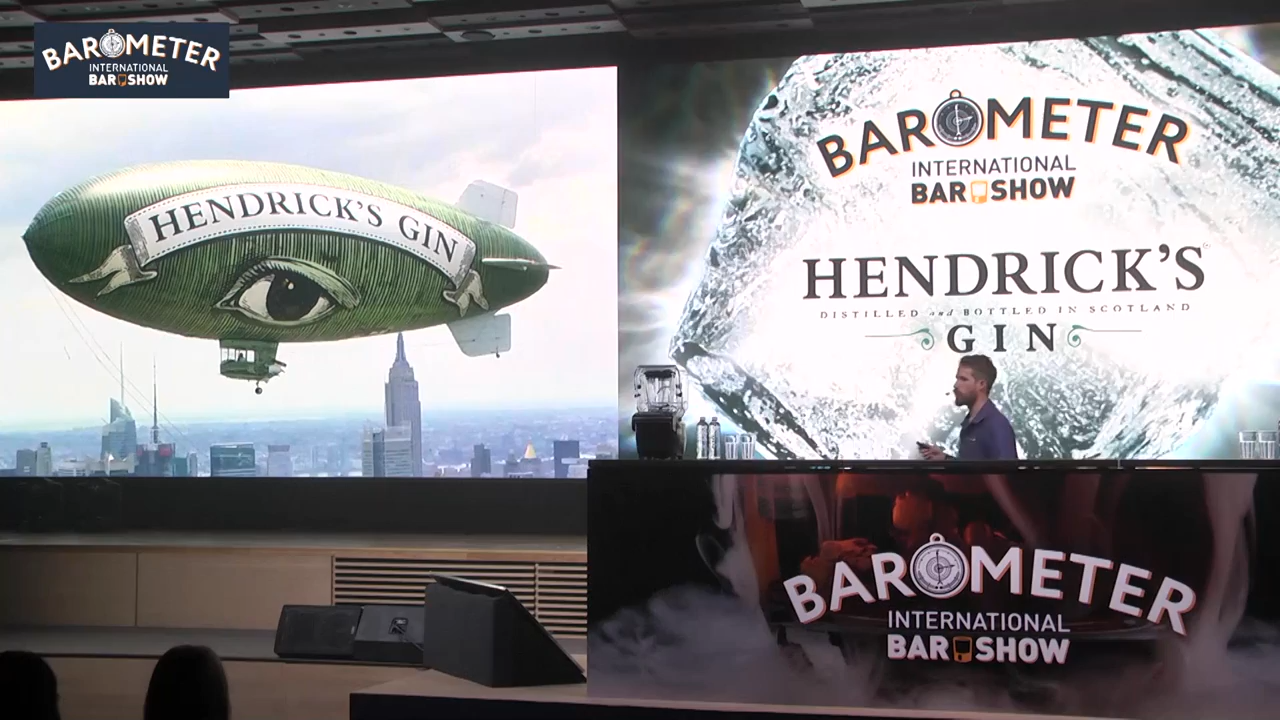 BAROMETER
INTERNATIONAL
BAR SHOW
HENDRICK'S GIN
BAROMETER
INTERNATIONAL
BAR SHOW
HENDRICK'S
DISTILLED and BOTTLED IN SCOTLAND
GIN
BAROMETER
INTERNATIONAL
BAR SHOW